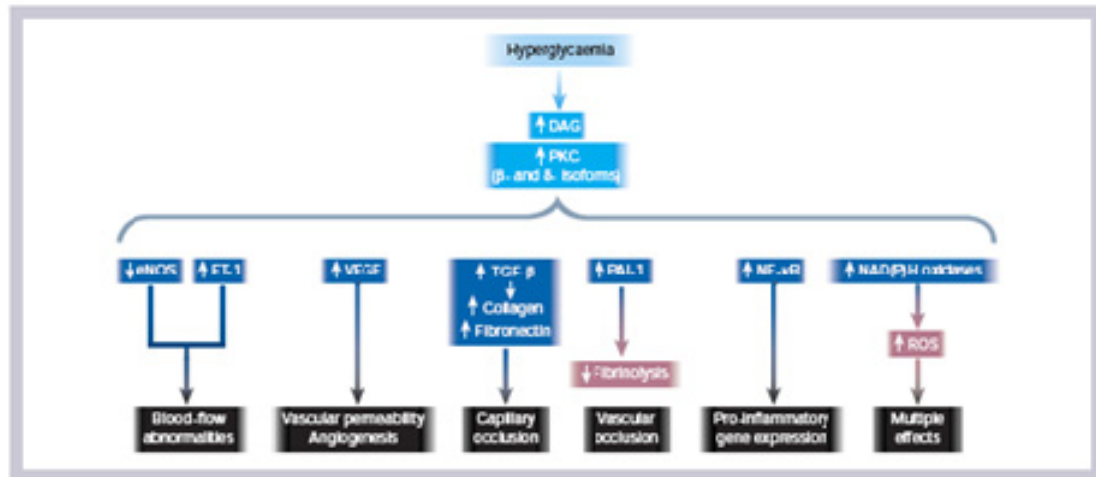 Hyperglycaemia
↑ DAG
↑ PKC
(β- and δ- isoforms)
↓ eNOS ↑ ET-1 ↑ VEGF ↑ TGF-β ↑ PAI-1 ↑ NF-κB ↑ NAD(P)H oxidases
↑ Collagen
↑ Fibronectin
↑ ROS
↓ Fibrinolysis
Blood-flow
abnormalities
Vascular permeability
Angiogenesis
Capillary
occlusion
Vascular
occlusion
Pro-inflammatory
gene expression
Multiple
effects